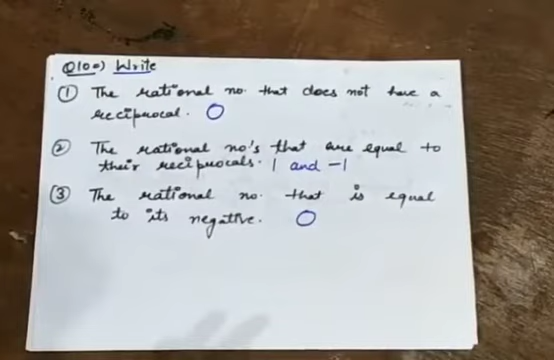 Q100) Write
① The rational no. that does not have a
reciprocal. 0
② The rational no's that are equal to
their reciprocals. 1 and -1
③ The rational no. that is equal
to its negative. 0